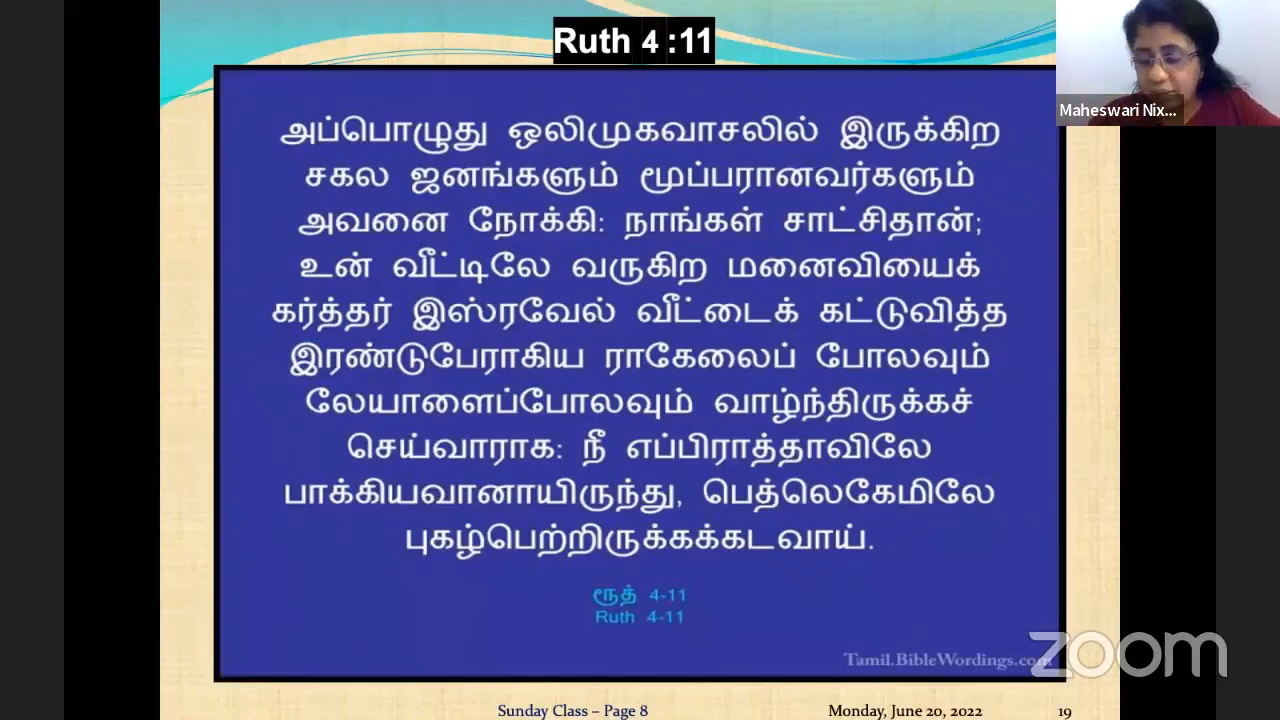 Ruth 4 :11
Maheswari Nix...
அப்பொழுது ஒலிமுகவாசலில் இருக்கிற
சகல ஜனங்களும் மூப்பரானவர்களும்
அவனை நோக்கி: நாங்கள் சாட்சிதான்;
உன் வீட்டிலே வருகிற மனைவியைக்
கர்த்தர் இஸ்ரவேல் வீட்டைக் கட்டுவித்த
இரண்டுபேராகிய ராகேலைப் போலவும்
லேயாளைப்போலவும் வாழ்ந்திருக்கச்
செய்வாராக: நீ எப்பிராத்தாவிலே
பாக்கியவானாயிருந்து, பெத்லெகேமிலே
புகழ்பெற்றிருக்கக்கடவாய்.
ரூத் 4-11
Ruth 4-11
Tamil.BibleWordings.com
zoom
Sunday Class – Page 8 Monday, June 20, 2022 19